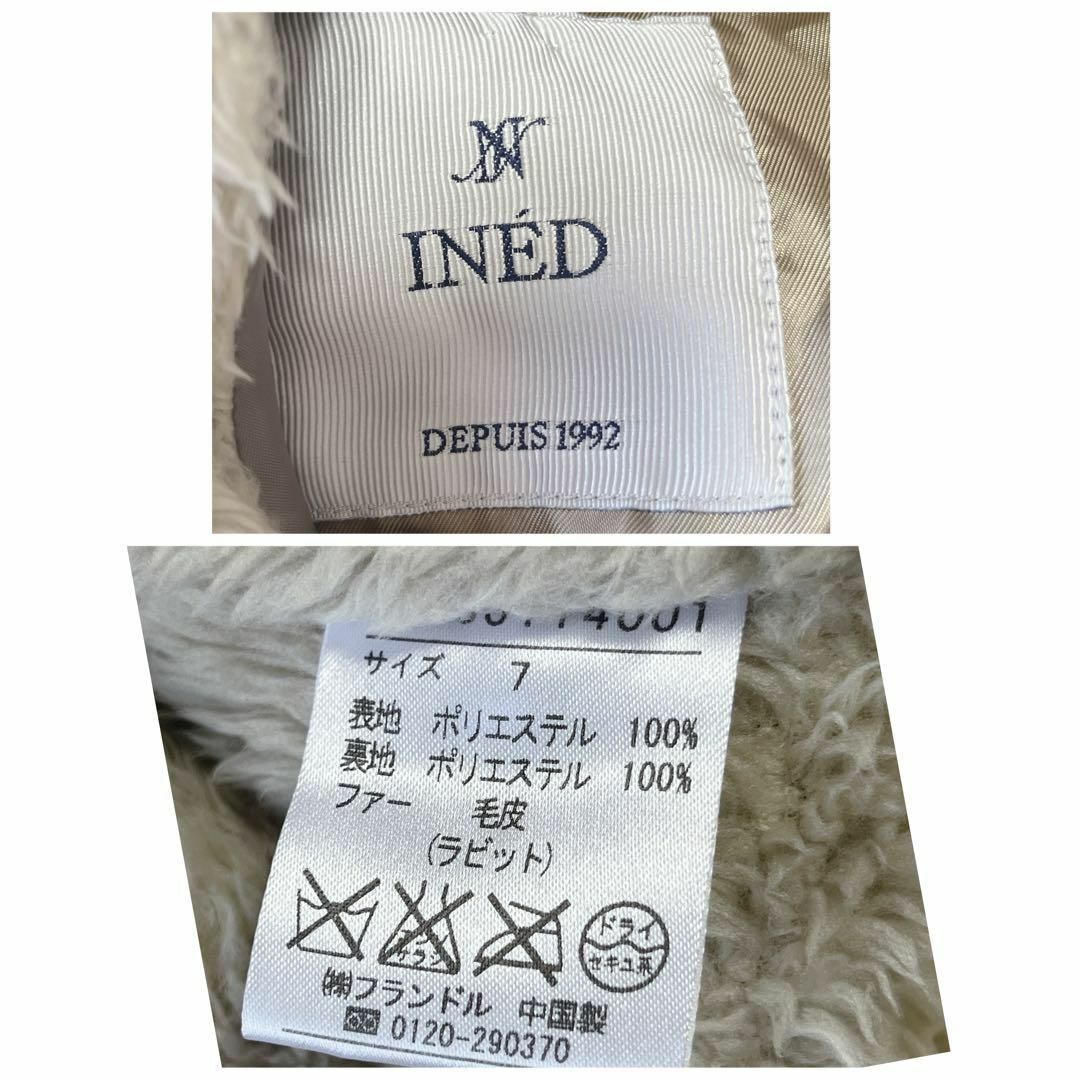 INÉD
DEPUIS 1992
サイズ 7
表地 ポリエステル 100%
裏地 ポリエステル 100%
ファー 毛皮
(ラビット)
ドライ
セキユ系
㈱フランドル 中国製
0120-290370